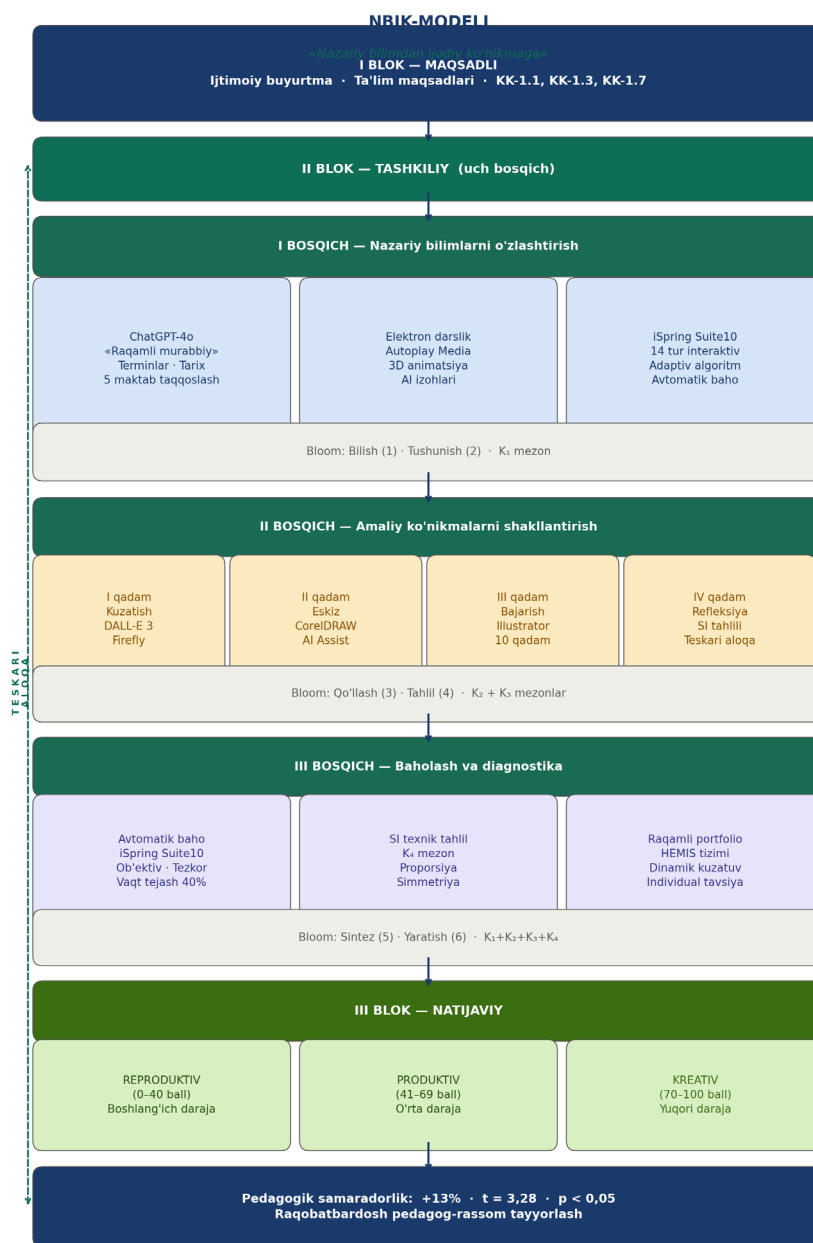 NBIK-MODELI
«Nazariy bilimdan ijodiy ko'nikmaga»
I BLOK — MAQSADLI
Ijtimoiy buyurtma · Ta'lim maqsadlari · KK-1.1, KK-1.3, KK-1.7
II BLOK — TASHKILIY (uch bosqich)
I BOSQICH — Nazariy bilimlarni o'zlashtirish
ChatGPT-4o
«Raqamli murabbiy»
Terminlar · Tarix
5 maktab taqqoslash
Elektron darslik
Autoplay Media
3D animatsiya
AI izohlari
iSpring Suite10
14 tur interaktiv
Adaptiv algoritm
Avtomatik baho
Bloom: Bilish (1) · Tushunish (2) · K₁ mezon
II BOSQICH — Amaliy ko'nikmalarni shakllantirish
I qadam
Kuzatish
DALL-E 3
Firefly
II qadam
Eskiz
CorelDRAW
AI Assist
III qadam
Bajarish
Illustrator
10 qadam
IV qadam
Refleksiya
SI tahlili
Teskari aloqa
TESKARI
ALOQA
Bloom: Qo'llash (3) · Tahlil (4) · K₂ + K₃ mezonlar
III BOSQICH — Baholash va diagnostika
Avtomatik baho
iSpring Suite10
Ob'ektiv · Tezkor
Vaqt tejash 40%
SI texnik tahlil
K₄ mezon
Proporsiya
Simmetriya
Raqamli portfolio
HEMIS tizimi
Dinamik kuzatuv
Individual tavsiya
Bloom: Sintez (5) · Yaratish (6) · K₁+K₂+K₃+K₄
III BLOK — NATIJAVIY
REPRODUKTIV
(0–40 ball)
Boshlang'ich daraja
PRODUKTIV
(41–69 ball)
O'rta daraja
KREATIV
(70–100 ball)
Yuqori daraja
Pedagogik samaradorlik: +13% · t = 3,28 · p < 0,05
Raqobatbardosh pedagog-rassom tayyorlash